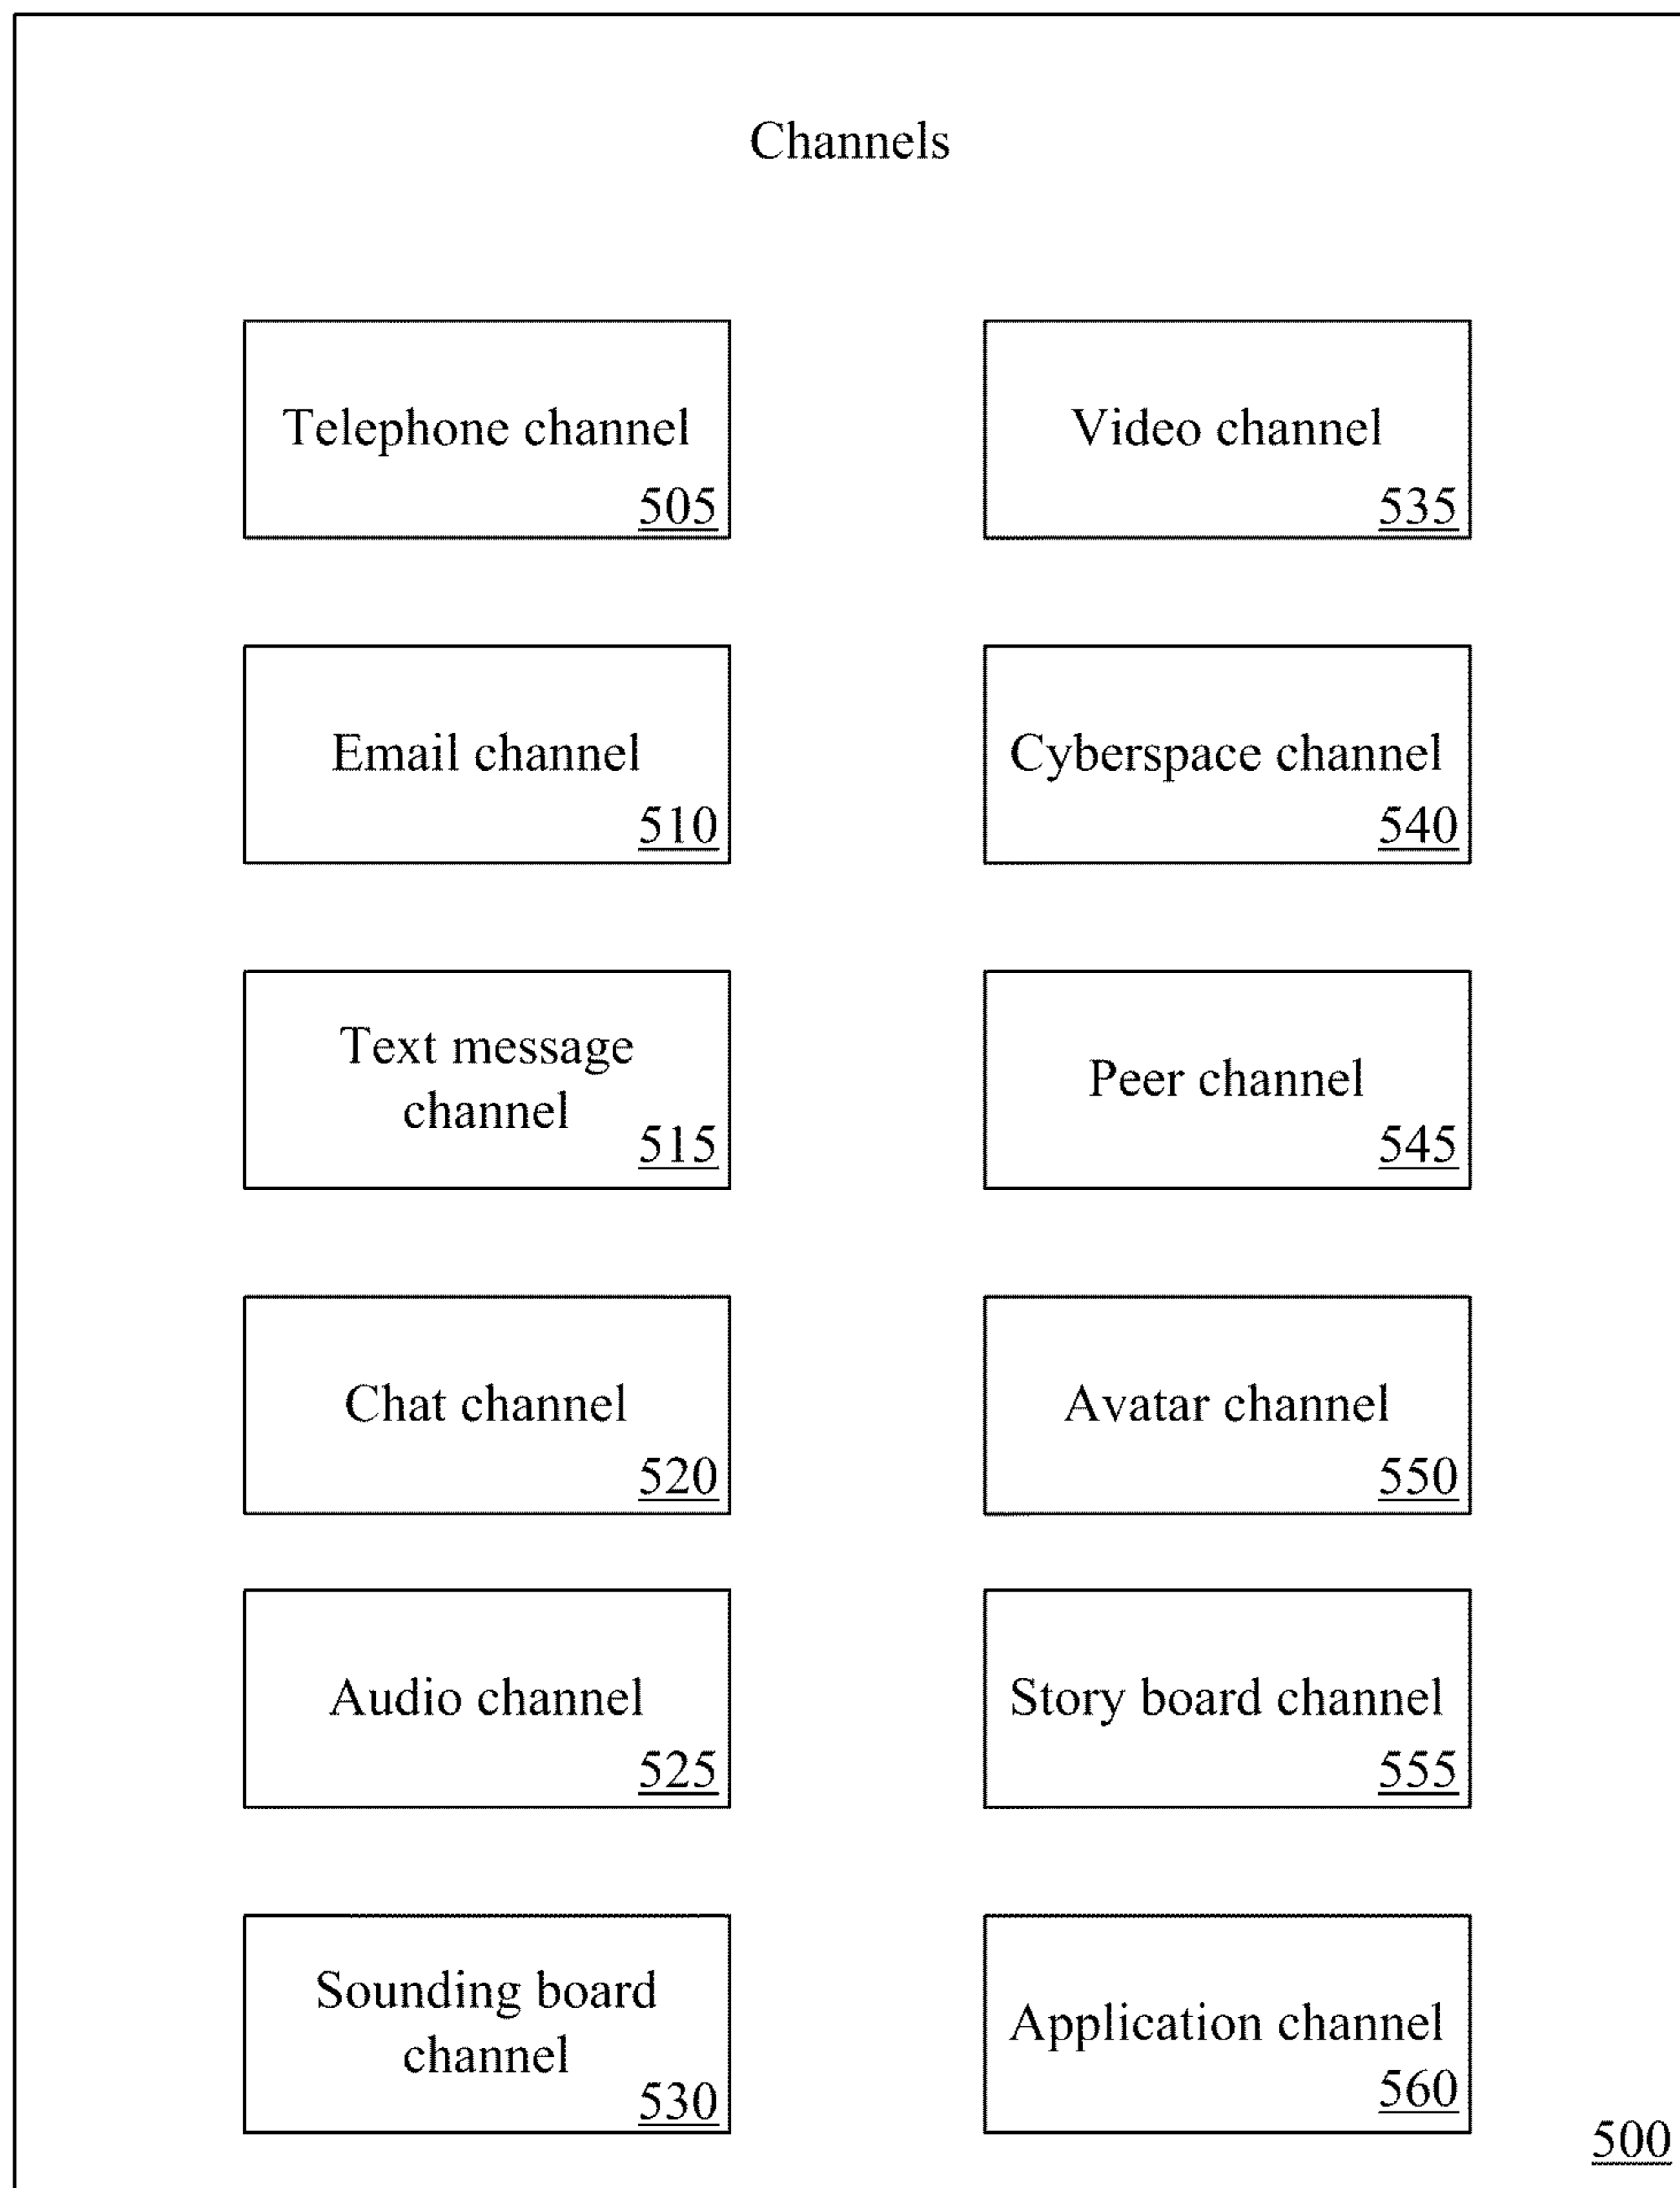 Channels
Telephone channel
505
Video channel
535
Email channel
510
Cyberspace channel
540
Text message
channel
515
Peer channel
545
Chat channel
520
Avatar channel
550
Audio channel
525
Story board channel
555
Sounding board
channel
530
Application channel
560
500